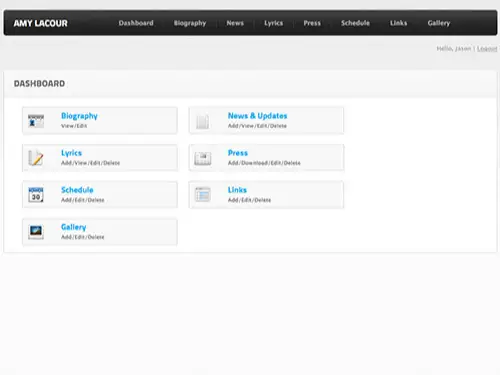 AMY LACOUR Dashboard Biography News Lyrics Press Schedule Links Gallery
Hello, Jason | Logout
DASHBOARD
Biography
View/Edit
News & Updates
Add/View/Edit/Delete
Lyrics
Add/View/Edit/Delete
Press
Add/Download/Edit/Delete
Schedule
Add/Edit/Delete
30
Links
Add/Edit/Delete
Gallery
Add/Edit/Delete